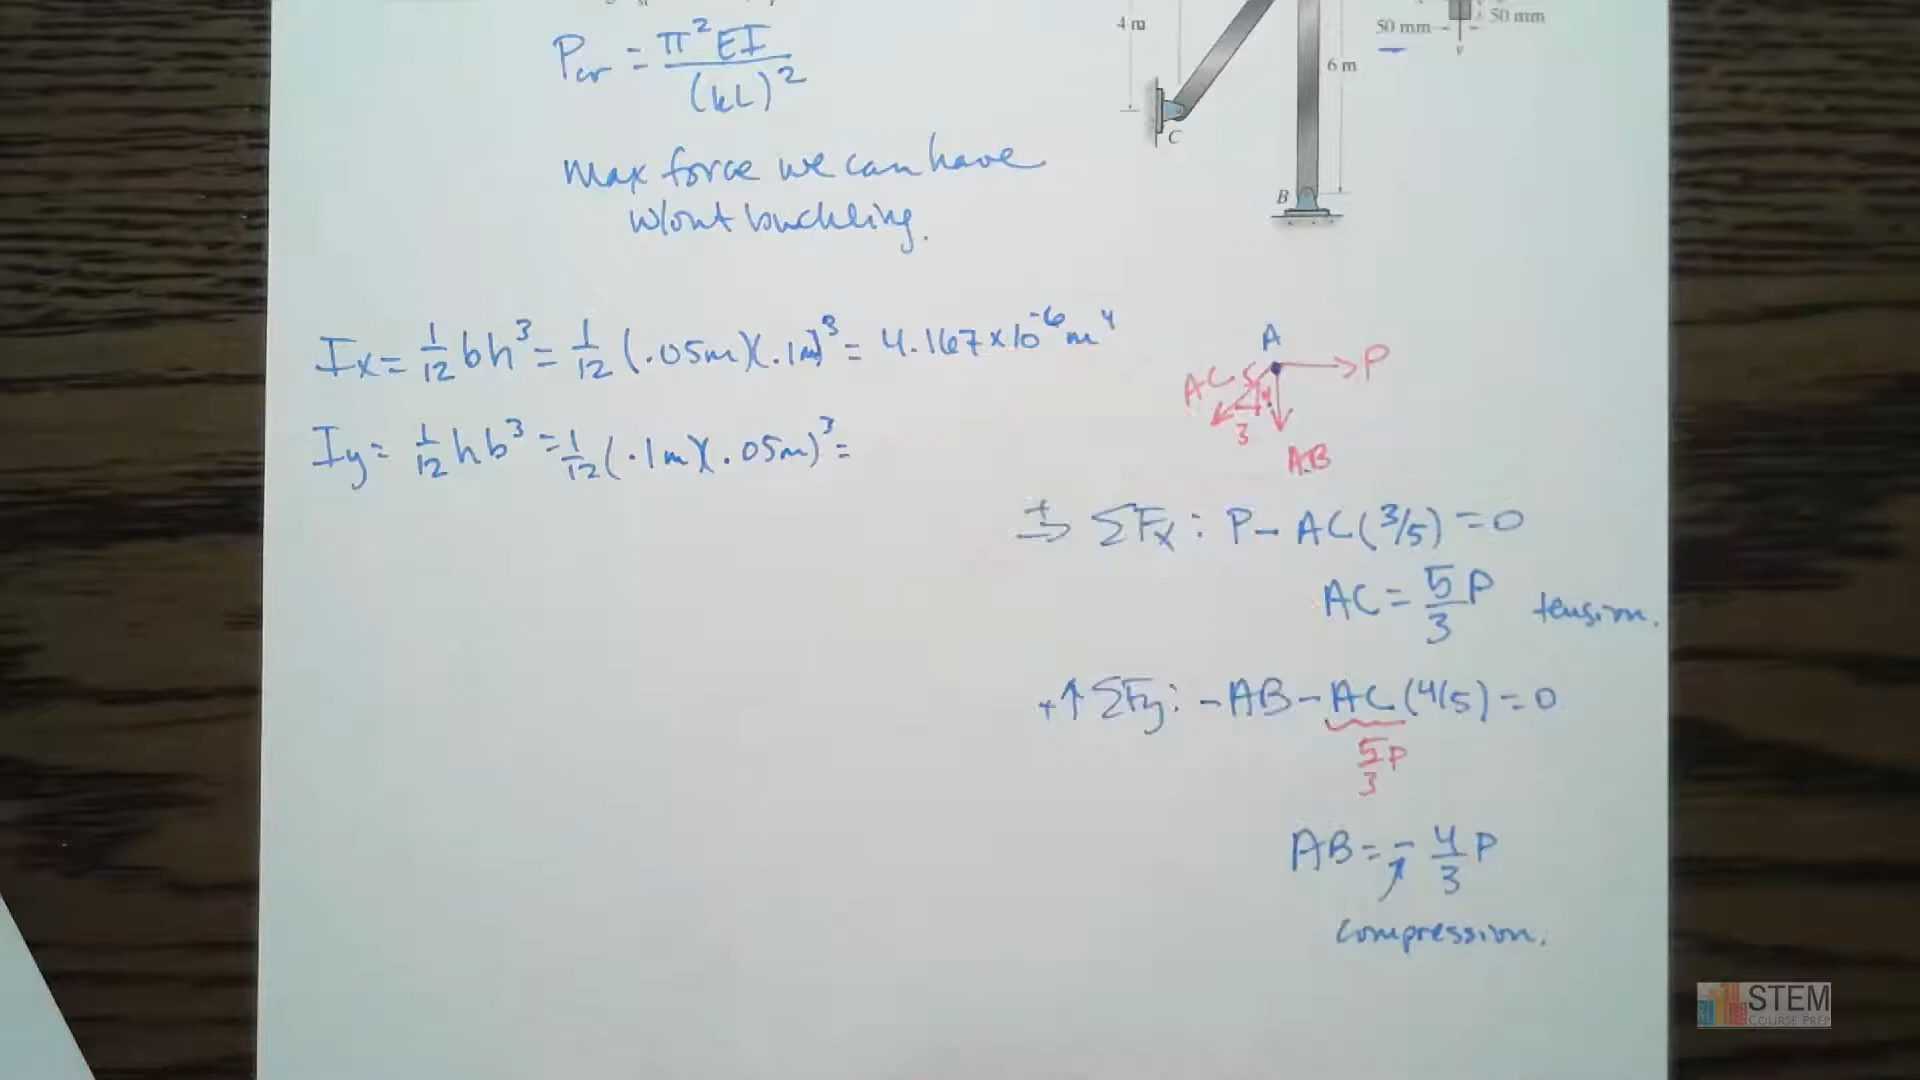 Pcr = π²EI / (kL)²
max force we can have
w/out buckling.
4 m
C
B
6 m
50 mm
50 mm
y
Ix = 1/12 bh³ = 1/12 (.05m)(.1m)³ = 4.167x10⁻⁶ m⁴
Iy = 1/12 hb³ = 1/12 (.1m)(.05m)³ =
A
P
AC
5
4
3
AB
→+ ΣFx: P - AC(3/5) = 0
AC = 5/3 P tension.
+↑ ΣFy: -AB - AC(4/5) = 0
5/3 P
AB = - 4/3 P
compression.
STEM
COURSE PREP